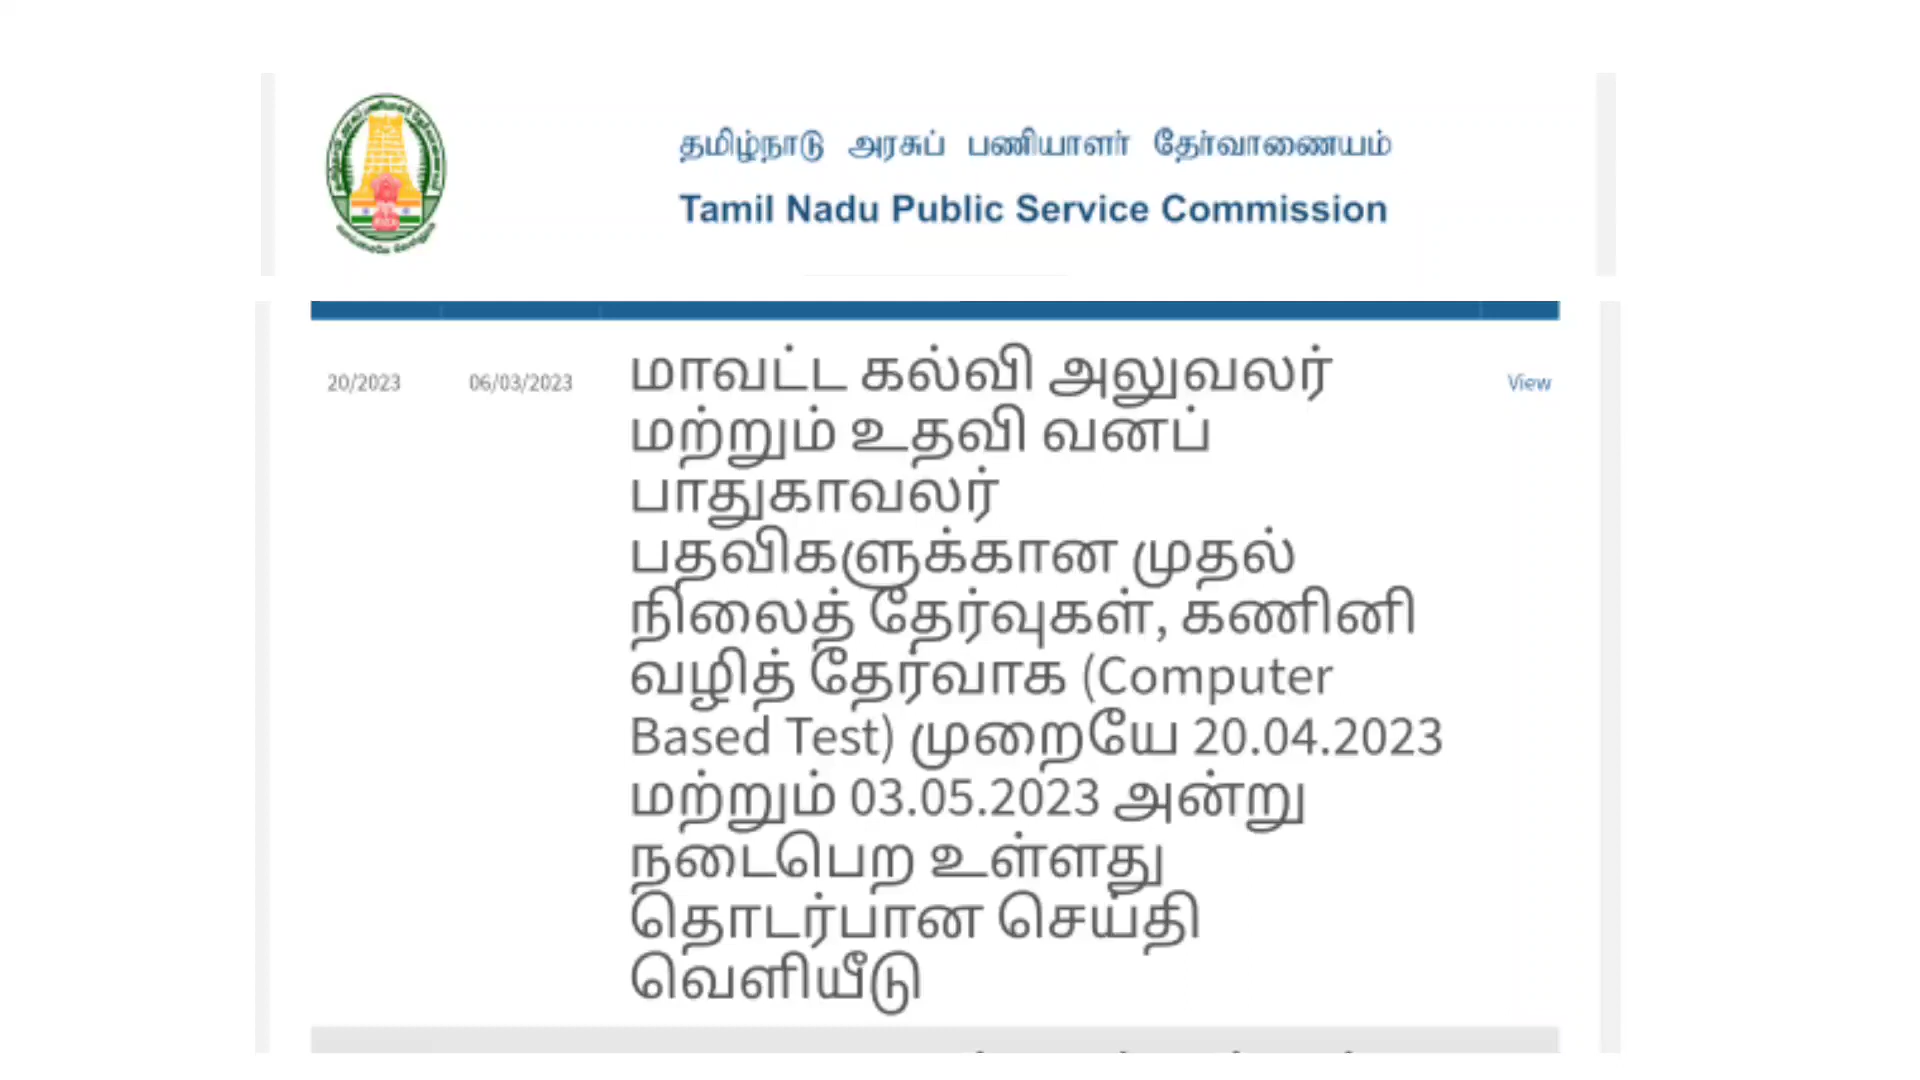 தமிழ்நாடு அரசுப் பணியாளர் தேர்வாணையம்
Tamil Nadu Public Service Commission
20/2023 06/03/2023 மாவட்ட கல்வி அலுவலர் View
மற்றும் உதவி வனப்
பாதுகாவலர்
பதவிகளுக்கான முதல்
நிலைத் தேர்வுகள், கணினி
வழித் தேர்வாக (Computer
Based Test) முறையே 20.04.2023
மற்றும் 03.05.2023 அன்று
நடைபெற உள்ளது
தொடர்பான செய்தி
வெளியீடு